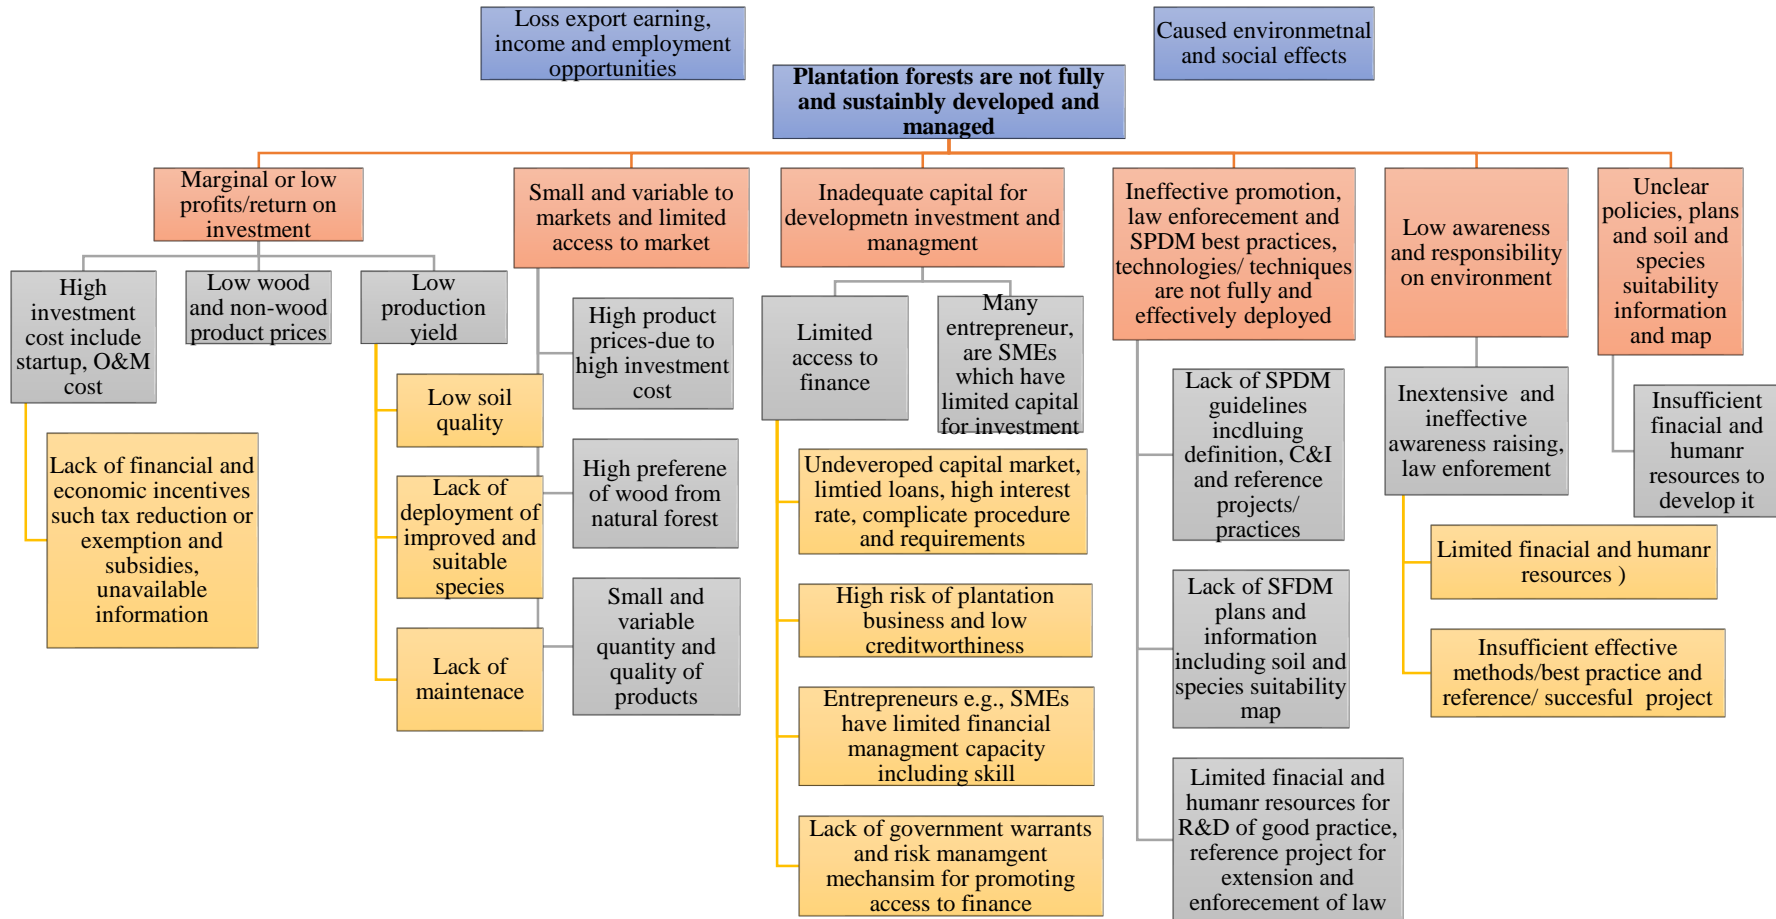 Loss export earning,
income and employment
opportunities
Caused environmetnal
and social effects
Plantation forests are not fully
and sustainbly developed and
managed
Marginal or low
profits/return on
investment
Small and variable to
markets and limited
access to market
Inadequate capital for
developmetn investment and
managment
Ineffective promotion,
law enforecement and
SPDM best practices,
technologies/ techniques
are not fully and
effectively deployed
Low awareness
and responsibility
on environment
Unclear
policies, plans
and soil and
species
suitability
information
and map
High
investment
cost include
startup, O&M
cost
Low wood
and non-wood
product prices
Low
production
yield
Lack of financial and
economic incentives
such tax reduction or
exemption and
subsidies,
unavailable
information
Low soil
quality
Lack of
deployment of
improved and
suitable
species
Lack of
maintenace
High product
prices-due to
high investment
cost
High preferene
of wood from
natural forest
Small and
variable
quantity and
quality of
products
Limited
access to
finance
Many
entrepreneur,
are SMEs
which have
limited capital
for investment
Undeveroped capital market,
limtied loans, high interest
rate, complicate procedure
and requirements
High risk of plantation
business and low
creditworthiness
Entrepreneurs e.g., SMEs
have limited financial
managment capacity
including skill
Lack of government warrants
and risk manamgent
mechansim for promoting
access to finance
Lack of SPDM
guidelines
incdluing
definition, C&I
and reference
projects/
practices
Lack of SFDM
plans and
information
including soil and
species suitability
map
Limited finacial and
humanr resources for
R&D of good practice,
reference project for
extension and
enforecement of law
Inextensive and
ineffective
awareness raising,
law enforement
Limited finacial and humanr
resources )
Insufficient effective
methods/best practice and
reference/ succesful project
Insufficient
finacial and
humanr
resources to
develop it